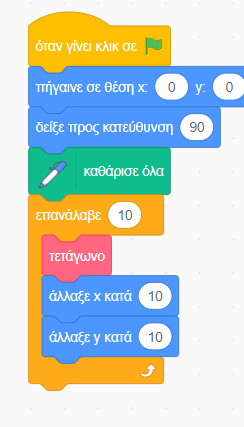 όταν γίνει κλικ σε
πήγαινε σε θέση x: 0 y: 0
δείξε προς κατεύθυνση 90
καθάρισε όλα
επανάλαβε 10
τετάγωνο
άλλαξε x κατά 10
άλλαξε y κατά 10